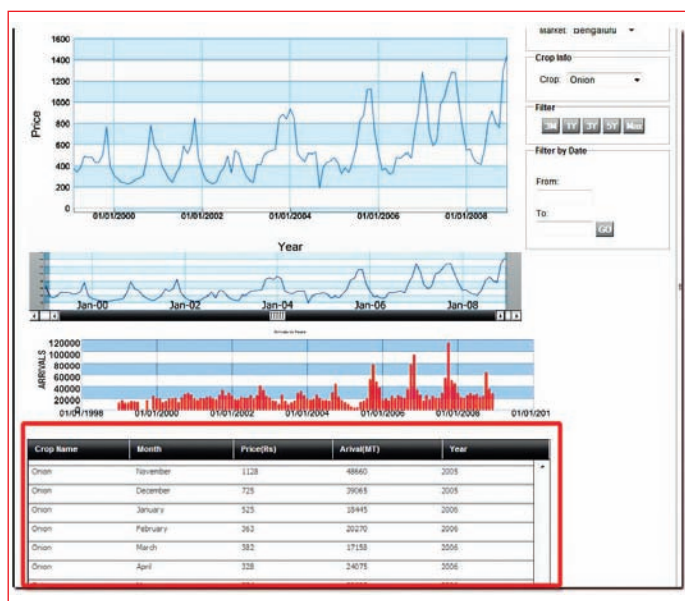 Market: Bengaluru
Crop Info
Crop: Onion
Filter
3M 1Y 3Y 5Y Max
Filter by Date
From:
To:
GO
Price
1600
1400
1200
1000
800
600
400
200
0
01/01/2000 01/01/2002 01/01/2004 01/01/2006 01/01/2008
Year
Jan-00 Jan-02 Jan-04 Jan-06 Jan-08
ARRIVALS
120000
100000
80000
60000
40000
20000
0
01/01/1998 01/01/2000 01/01/2002 01/01/2004 01/01/2006 01/01/2008 01/01/201
Crop Name Month Price(Rs) Arival(MT) Year
Onion November 1128 48660 2005
Onion December 725 39065 2005
Onion January 525 18445 2006
Onion February 363 20270 2006
Onion March 382 17158 2006
Onion April 328 24075 2006